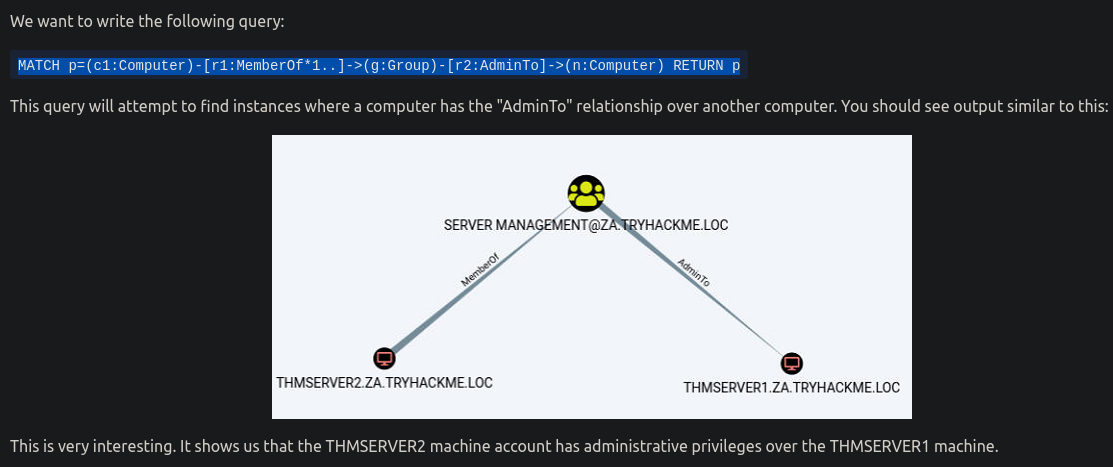 We want to write the following query:
MATCH p=(c1:Computer)-[r1:MemberOf*1..]->(g:Group)-[r2:AdminTo]->(n:Computer) RETURN p
This query will attempt to find instances where a computer has the "AdminTo" relationship over another computer. You should see output similar to this:
SERVER MANAGEMENT@ZA.TRYHACKME.LOC
MemberOf
AdminTo
THMSERVER2.ZA.TRYHACKME.LOC
THMSERVER1.ZA.TRYHACKME.LOC
This is very interesting. It shows us that the THMSERVER2 machine account has administrative privileges over the THMSERVER1 machine.